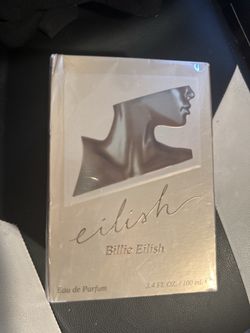 eilish
Billie Eilish
Eau de Parfum
3.4 FL. OZ. / 100 mL